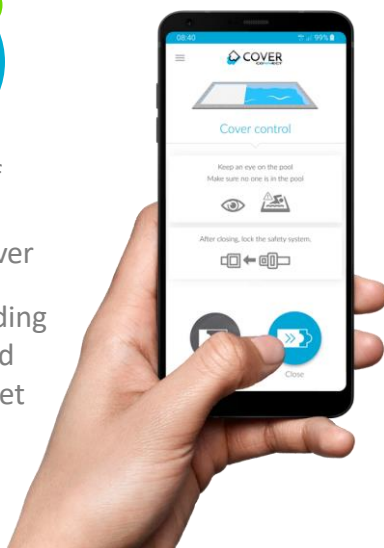 08:40
99%
COVER
CONNECT
Cover control
Keep an eye on the pool
Make sure no one is in the pool
After closing, lock the safety system,
Close
ver
ding
d
et